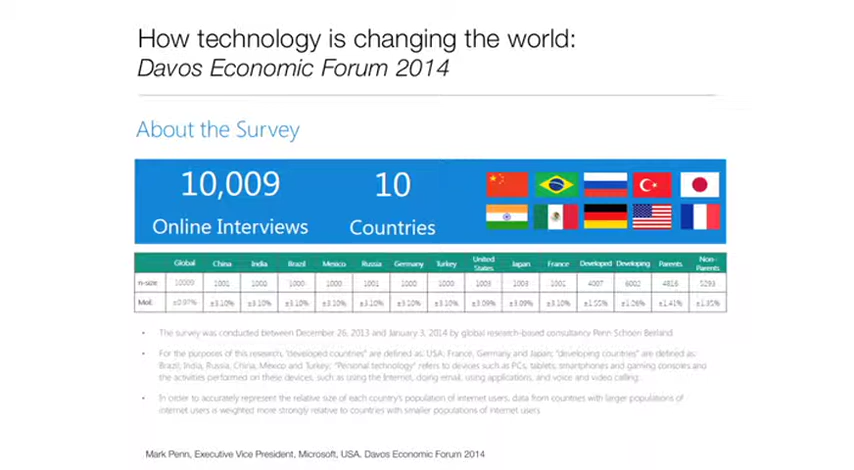 How technology is changing the world:
Davos Economic Forum 2014
About the Survey
10,009 10
Online Interviews Countries
Global China India Brazil Mexico Russia Germany Turkey United States Japan France Developed Developing Parents Non-Parents
n-size 10009 1001 1000 1000 1000 1001 1000 1000 1003 1003 1001 4007 6002 4816 5293
MoE ±0.97% ±3.10% ±3.10% ±3.10% ±3.10% ±3.10% ±3.10% ±3.10% ±3.09% ±3.09% ±3.10% ±1.55% ±1.26% ±1.41% ±1.35%
• The survey was conducted between December 26, 2013 and January 3, 2014 by global research-based consultancy Penn Schoen Berland
• For the purposes of this research, "developed countries" are defined as: USA; France, Germany and Japan; "developing countries" are defined as:
Brazil, India, Russia, China, Mexico and Turkey; "Personal technology" refers to devices such as PCs, tablets, smartphones and gaming consoles and
the activities performed on these devices, such as using the Internet, doing email, using applications, and voice and video calling.
• In order to accurately represent the relative size of each country's population of internet users, data from countries with larger populations of
internet users is weighted more strongly relative to countries with smaller populations of internet users
Mark Penn, Executive Vice President, Microsoft, USA. Davos Economic Forum 2014